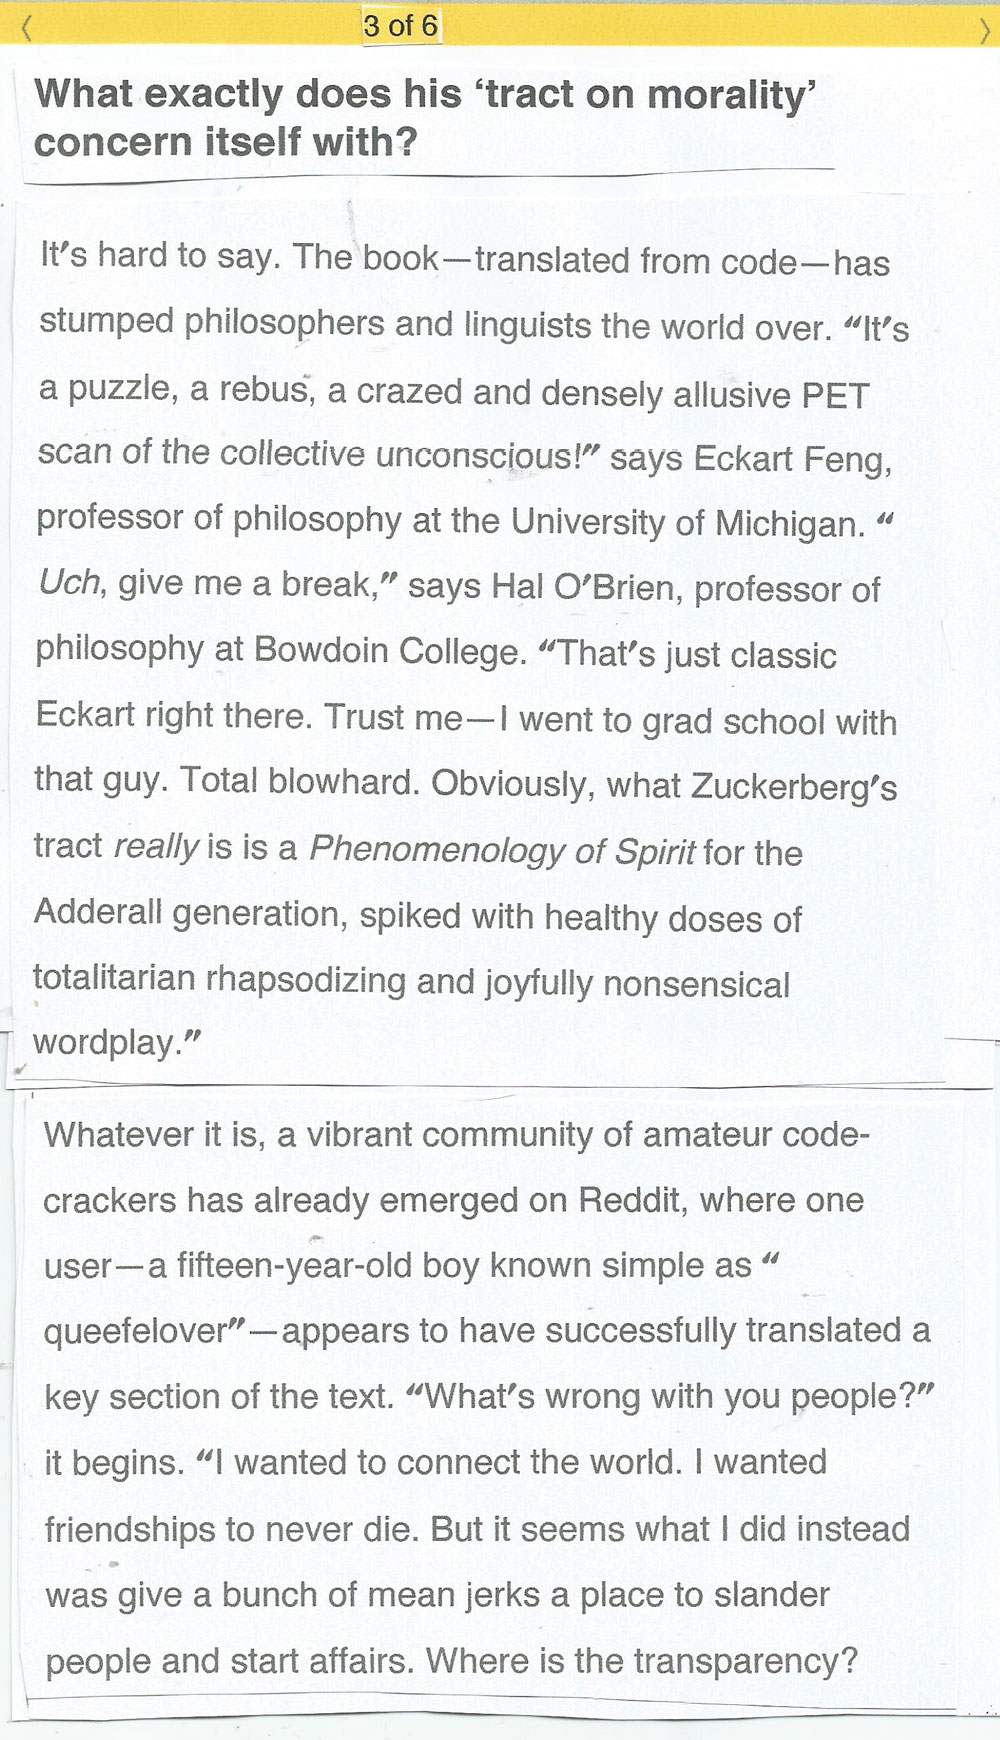 3 of 6
What exactly does his ‘tract on morality’
concern itself with?
It's hard to say. The book—translated from code—has
stumped philosophers and linguists the world over. “It's
a puzzle, a rebus, a crazed and densely allusive PET
scan of the collective unconscious!” says Eckart Feng,
professor of philosophy at the University of Michigan. “
Uch, give me a break,” says Hal O'Brien, professor of
philosophy at Bowdoin College. “That's just classic
Eckart right there. Trust me—I went to grad school with
that guy. Total blowhard. Obviously, what Zuckerberg's
tract really is is a Phenomenology of Spirit for the
Adderall generation, spiked with healthy doses of
totalitarian rhapsodizing and joyfully nonsensical
wordplay.”
Whatever it is, a vibrant community of amateur code-
crackers has already emerged on Reddit, where one
user—a fifteen-year-old boy known simple as “
queefelover”—appears to have successfully translated a
key section of the text. “What's wrong with you people?”
it begins. “I wanted to connect the world. I wanted
friendships to never die. But it seems what I did instead
was give a bunch of mean jerks a place to slander
people and start affairs. Where is the transparency?